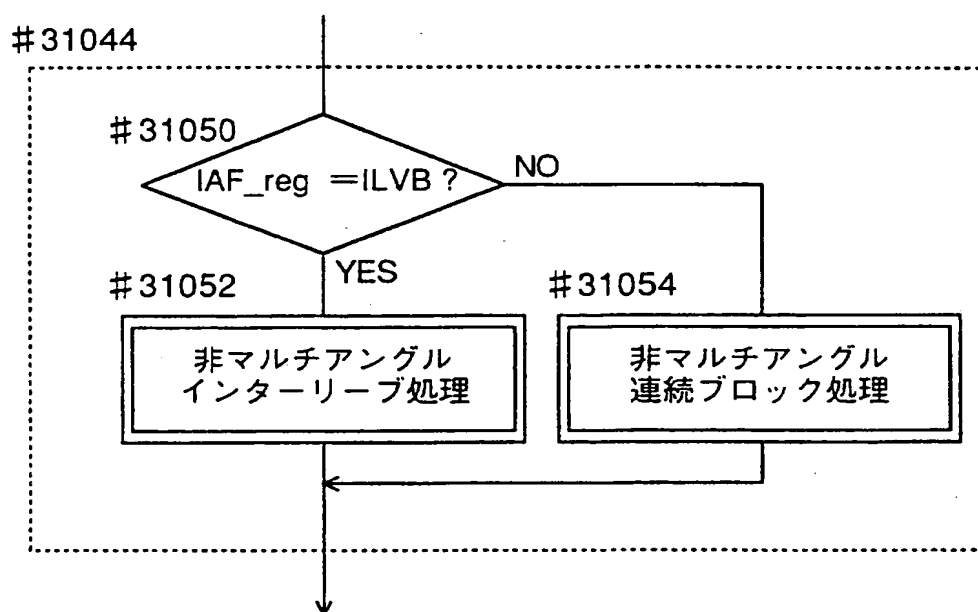 #31044
#31050
IAF_reg =ILVB ?
NO
YES
#31052
#31054
非マルチアングル
インターリーブ処理
非マルチアングル
連続ブロック処理